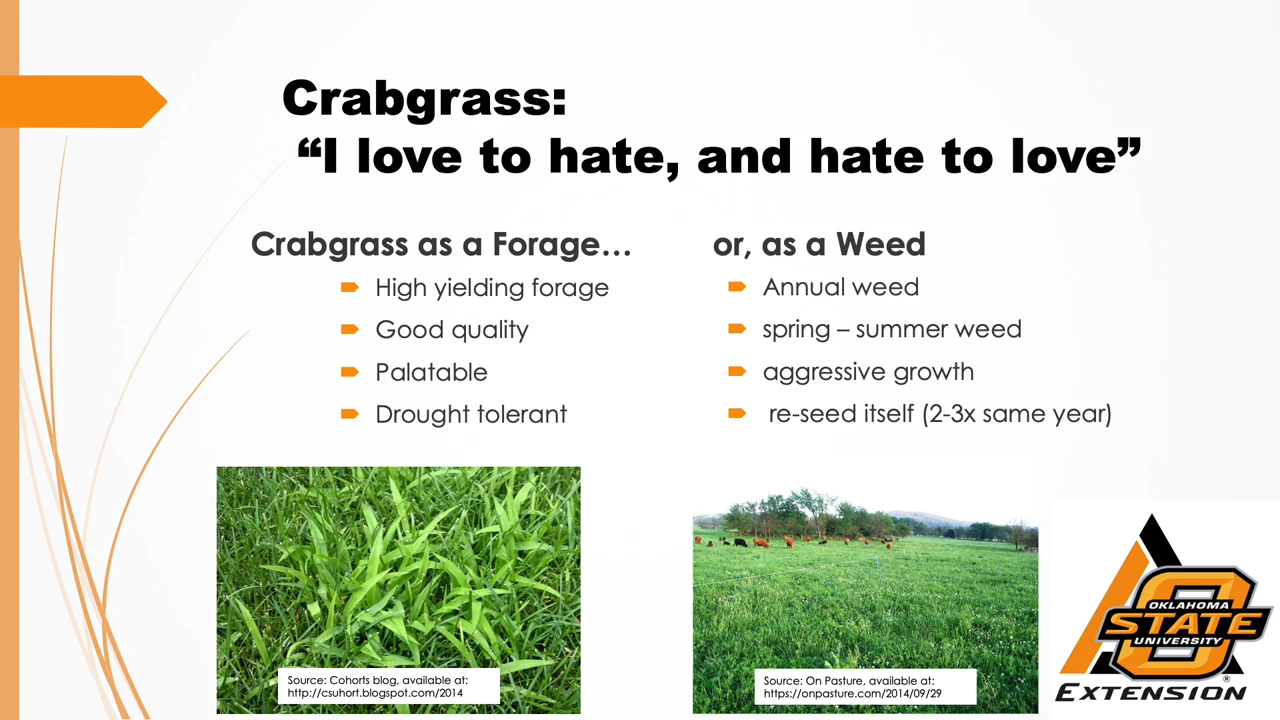 Crabgrass:
“I love to hate, and hate to love”
Crabgrass as a Forage…
High yielding forage
Good quality
Palatable
Drought tolerant
or, as a Weed
Annual weed
spring – summer weed
aggressive growth
re-seed itself (2-3x same year)
Source: Cohorts blog, available at:
http://csuhort.blogspot.com/2014
Source: On Pasture, available at:
https://onpasture.com/2014/09/29
OKLAHOMA
STATE
UNIVERSITY
®
EXTENSION